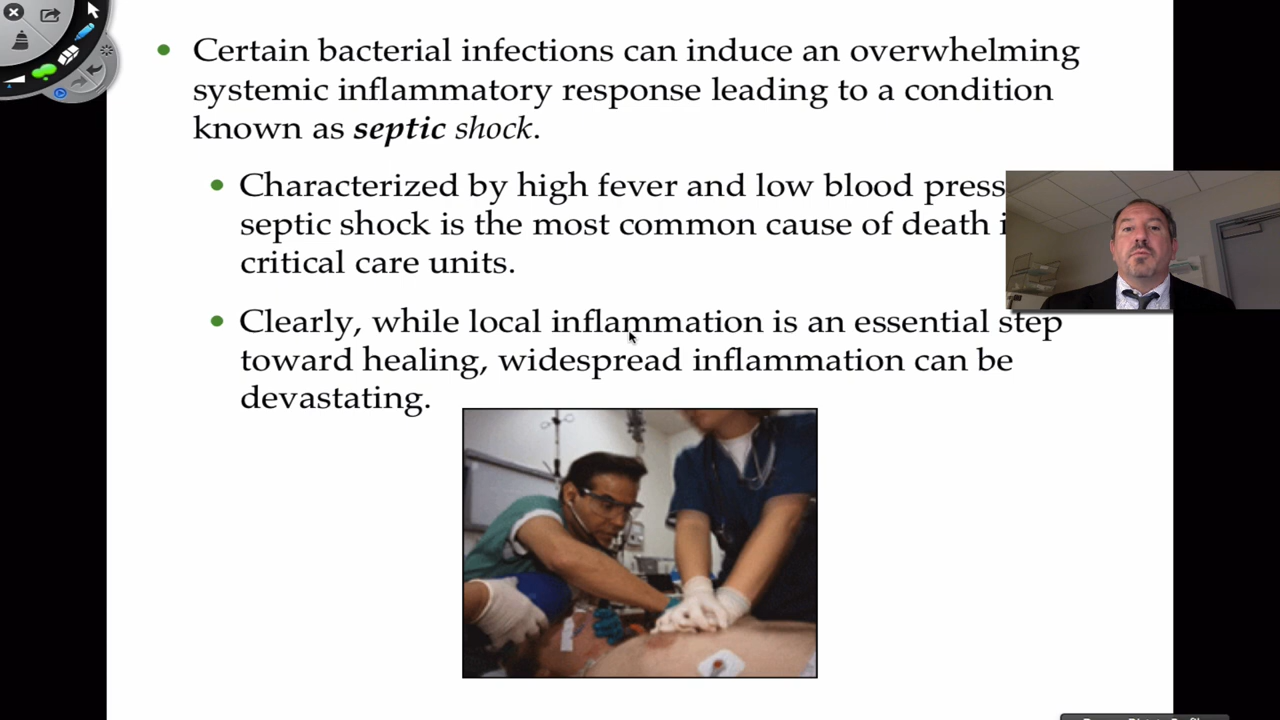 Certain bacterial infections can induce an overwhelming
systemic inflammatory response leading to a condition
known as septic shock.
Characterized by high fever and low blood press
septic shock is the most common cause of death i
critical care units.
Clearly, while local inflammation is an essential step
toward healing, widespread inflammation can be
devastating.